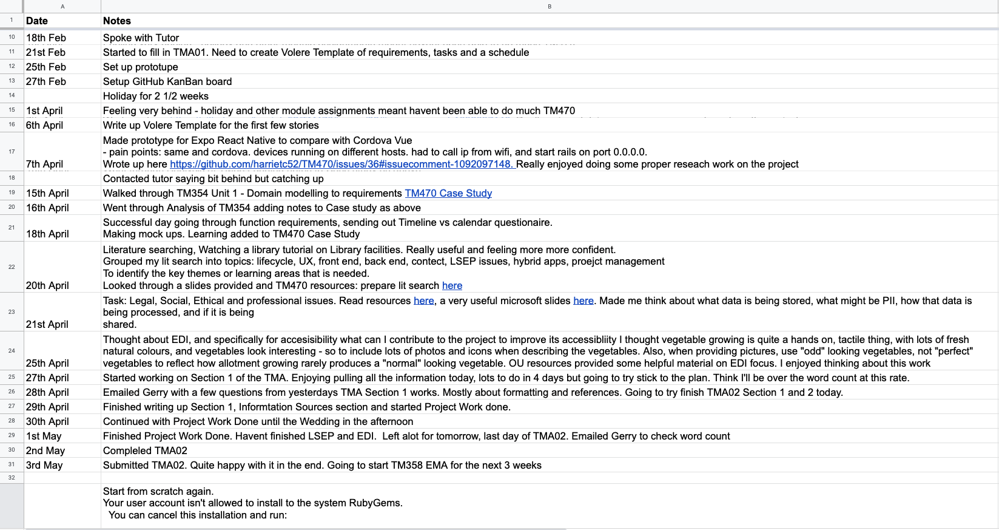 A B
1 Date Notes
10 18th Feb Spoke with Tutor
11 21st Feb Started to fill in TMA01. Need to create Volere Template of requirements, tasks and a schedule
12 25th Feb Set up prototupe
13 27th Feb Setup GitHub KanBan board
14 Holiday for 2 1/2 weeks
15 1st April Feeling very behind - holiday and other module assignments meant havent been able to do much TM470
16 6th April Write up Volere Template for the first few stories
Made prototype for Expo React Native to compare with Cordova Vue
17 - pain points: same and cordova. devices running on different hosts. had to call ip from wifi, and start rails on port 0.0.0.0.
7th April Wrote up here https://github.com/harrietc52/TM470/issues/36#issuecomment-1092097148. Really enjoyed doing some proper reseach work on the project
18 Contacted tutor saying bit behind but catching up
19 15th April Walked through TM354 Unit 1 - Domain modelling to requirements TM470 Case Study
20 16th April Went through Analysis of TM354 adding notes to Case study as above
21 Successful day going through function requirements, sending out Timeline vs calendar questionaire.
18th April Making mock ups. Learning added to TM470 Case Study
Literature searching, Watching a library tutorial on Library facilities. Really useful and feeling more more confident.
22 Grouped my lit search into topics: lifecycle, UX, front end, back end, contect, LSEP issues, hybrid apps, proejct management
To identify the key themes or learning areas that is needed.
20th April Looked through a slides provided and TM470 resources: prepare lit search here
Task: Legal, Social, Ethical and professional issues. Read resources here, a very useful microsoft slides here. Made me think about what data is being stored, what might be PII, how that data is
23 being processed, and if it is being
21st April shared.
Thought about EDI, and specifically for accesisibility what can I contribute to the project to improve its accessibliity I thought vegetable growing is quite a hands on, tactile thing, with lots of fresh
24 natural colours, and vegetables look interesting - so to include lots of photos and icons when describing the vegetables. Also, when providing pictures, use "odd" looking vegetables, not "perfect"
25th April vegetables to reflect how allotment growing rarely produces a "normal" looking vegetable. OU resources provided some helpful material on EDI focus. I enjoyed thinking about this work
25 27th April Started working on Section 1 of the TMA. Enjoying pulling all the information today, lots to do in 4 days but going to try stick to the plan. Think I'll be over the word count at this rate.
26 28th April Emailed Gerry with a few questions from yesterdays TMA Section 1 works. Mostly about formatting and references. Going to try finish TMA02 Section 1 and 2 today.
27 29th April Finished writing up Section 1, Informtation Sources section and started Project Work done.
28 30th April Continued with Project Work Done until the Wedding in the afternoon
29 1st May Finished Project Work Done. Havent finished LSEP and EDI. Left alot for tomorrow, last day of TMA02. Emailed Gerry to check word count
30 2nd May Compleled TMA02
31 3rd May Submitted TMA02. Quite happy with it in the end. Going to start TM358 EMA for the next 3 weeks
32
Start from scratch again.
Your user account isn't allowed to install to the system RubyGems.
You can cancel this installation and run: